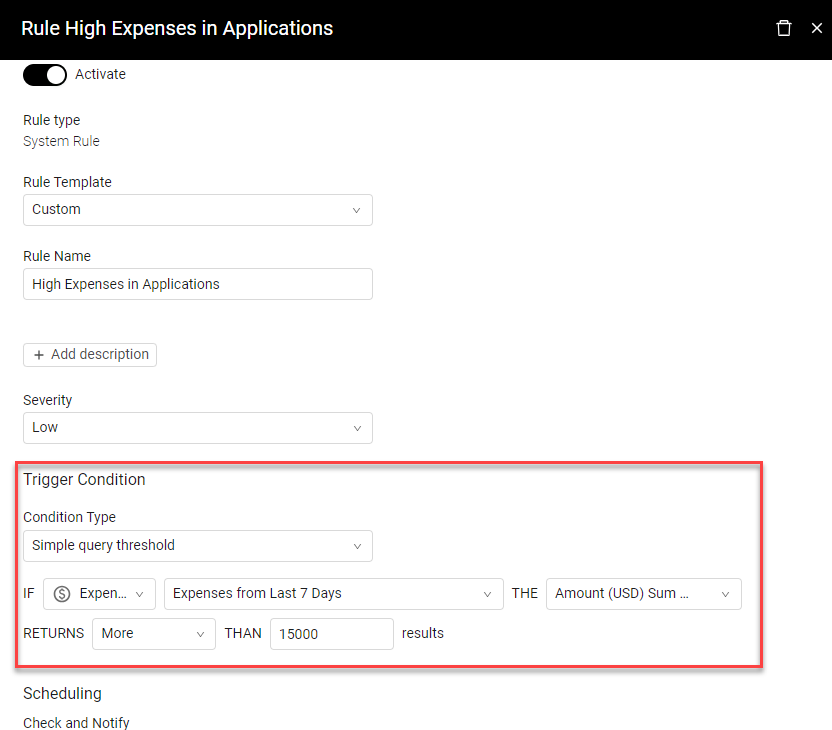 Rule High Expenses in Applications
Activate
Rule type
System Rule
Rule Template
Custom
Rule Name
High Expenses in Applications
+ Add description
Severity
Low
Trigger Condition
Condition Type
Simple query threshold
IF Expen... Expenses from Last 7 Days THE Amount (USD) Sum ...
RETURNS More THAN 15000 results
Scheduling
Check and Notify